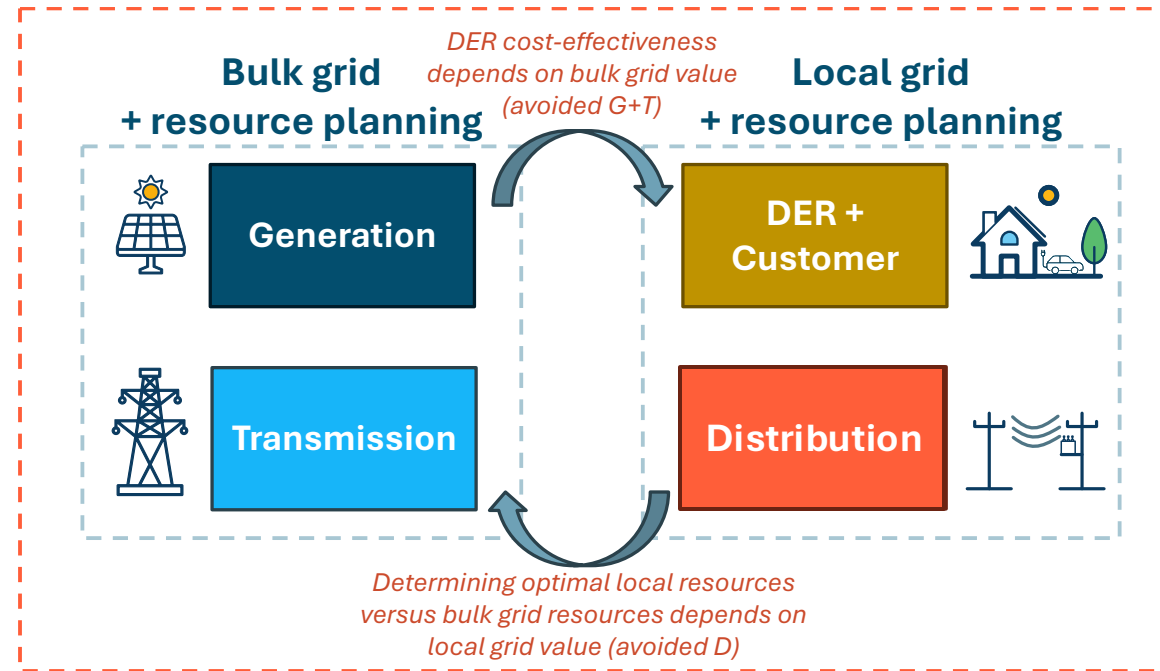 DER cost-effectiveness
depends on bulk grid value
(avoided G+T)
Bulk grid
+ resource planning
Local grid
+ resource planning
Generation
DER +
Customer
Transmission
Distribution
Determining optimal local resources
versus bulk grid resources depends on
local grid value (avoided D)